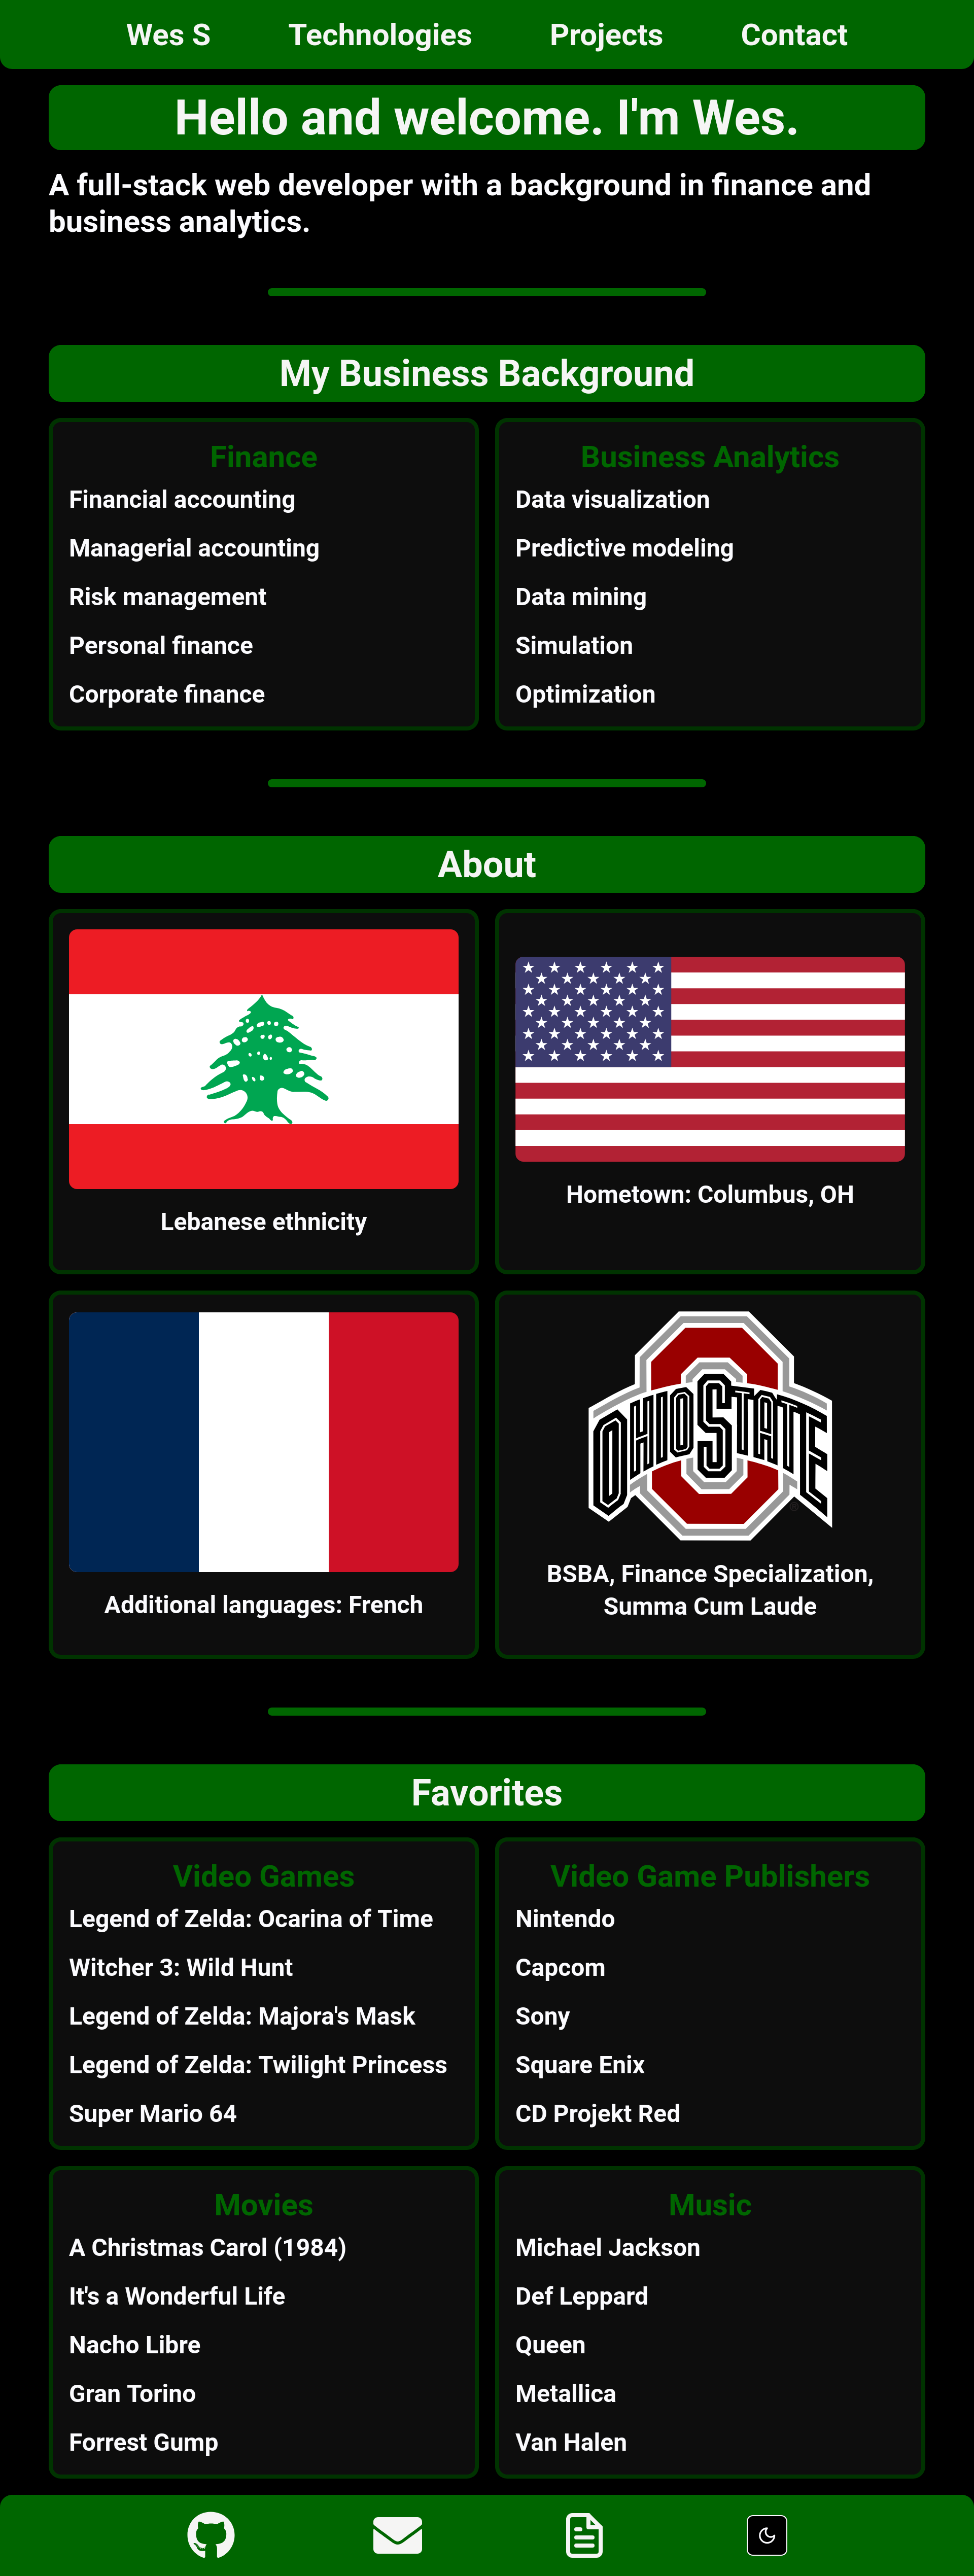 Wes S Technologies Projects Contact
Hello and welcome. I'm Wes.
A full-stack web developer with a background in finance and
business analytics.
My Business Background
Finance
Financial accounting
Managerial accounting
Risk management
Personal finance
Corporate finance
Business Analytics
Data visualization
Predictive modeling
Data mining
Simulation
Optimization
About
Lebanese ethnicity
Hometown: Columbus, OH
Additional languages: French
OHIO STATE
BSBA, Finance Specialization,
Summa Cum Laude
Favorites
Video Games
Legend of Zelda: Ocarina of Time
Witcher 3: Wild Hunt
Legend of Zelda: Majora's Mask
Legend of Zelda: Twilight Princess
Super Mario 64
Video Game Publishers
Nintendo
Capcom
Sony
Square Enix
CD Projekt Red
Movies
A Christmas Carol (1984)
It's a Wonderful Life
Nacho Libre
Gran Torino
Forrest Gump
Music
Michael Jackson
Def Leppard
Queen
Metallica
Van Halen